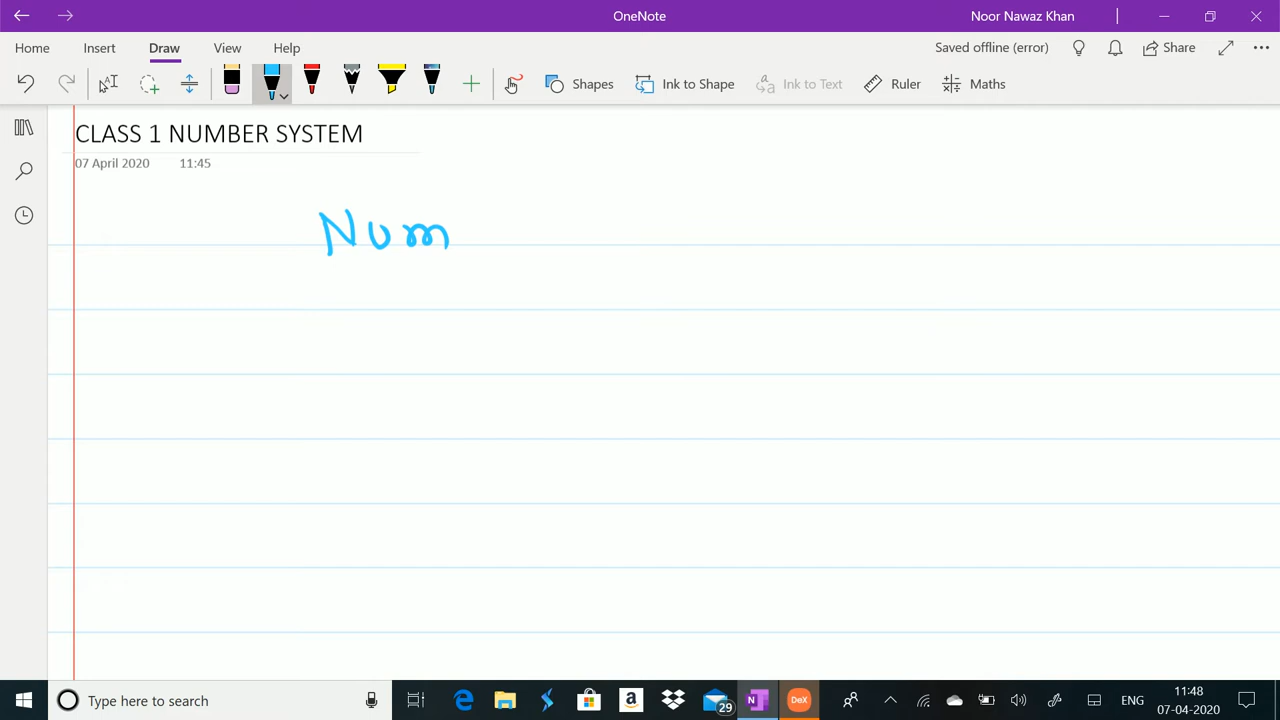 OneNote
Noor Nawaz Khan
Home Insert Draw View Help
Saved offline (error) Share
Shapes Ink to Shape Ink to Text Ruler Maths
CLASS 1 NUMBER SYSTEM
07 April 2020 11:45
Num
Type here to search
29
N
DeX
ENG
11:48
07-04-2020